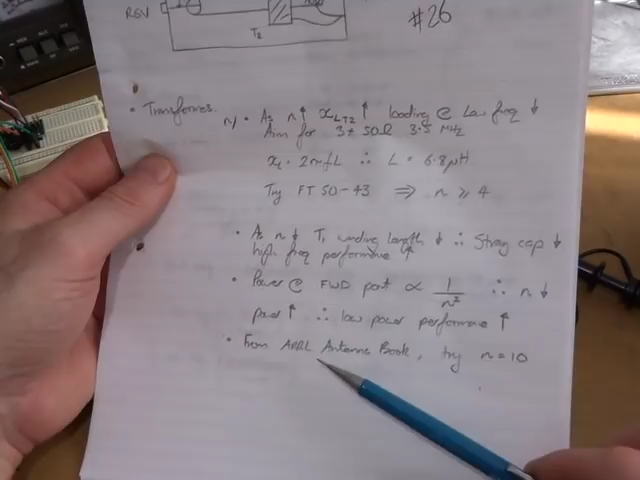 REV
T2
#26
• Transformers.
n/ • As n↑ XLT2 ↑ loading @ Low freq ↓
Aim for 3 x 50Ω 3.5 MHz
XL = 2πfL ∴ L = 6.8μH
Try FT 50-43 ⇒ n ≥ 4
• As n ↓ T1 winding length ↓ ∴ Stray cap ↓
high freq performance ↑
• Power @ FWD port ∝ 1/n² ∴ n ↓
power ↑ ∴ low power performance ↑
• From ARRL Antenna Book, try n = 10